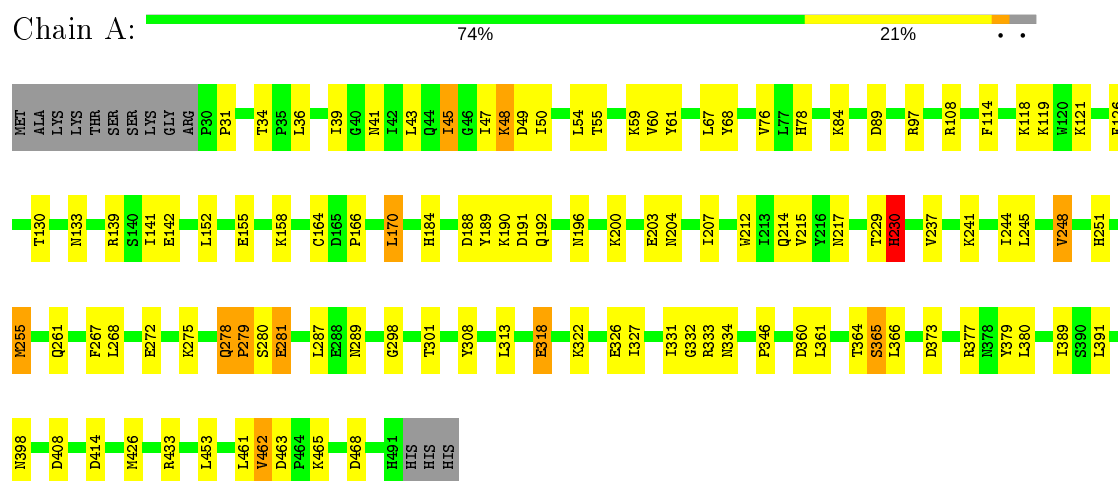 Chain A:
74% 21% • •
MET ALA LYS LYS THR SER SER LYS GLY ARG P30 P31 T34 P35 L36 I39 G40 N41 I42 L43 Q44 I45 G46 I47 K48 D49 I50 L54 T55 K59 V60 Y61 L67 Y68 V76 L77 H78 K84 D89 R97 R108 F114 K118 K119 W120 K121
T130 N133 R139 S140 I141 E142 L152 E155 K158 C164 D165 P166 L170 H184 D188 Y189 K190 D191 Q192 N196 K200 E203 N204 I207 W212 I213 Q214 V215 Y216 N217 T229 H230 V237 K241 I244 L245 V248 H251
M255 Q261 F267 L268 E272 K275 Q278 P279 S280 E281 L287 E288 N289 G298 T301 Y308 L313 E318 K322 E326 I327 I331 G332 R333 N334 P346 D360 L361 T364 S365 L366 D373 R377 N378 Y379 L380 I389 S390 L391
N398 D408 D414 M426 R433 L453 L461 V462 D463 P464 K465 D468 H491 HIS HIS HIS